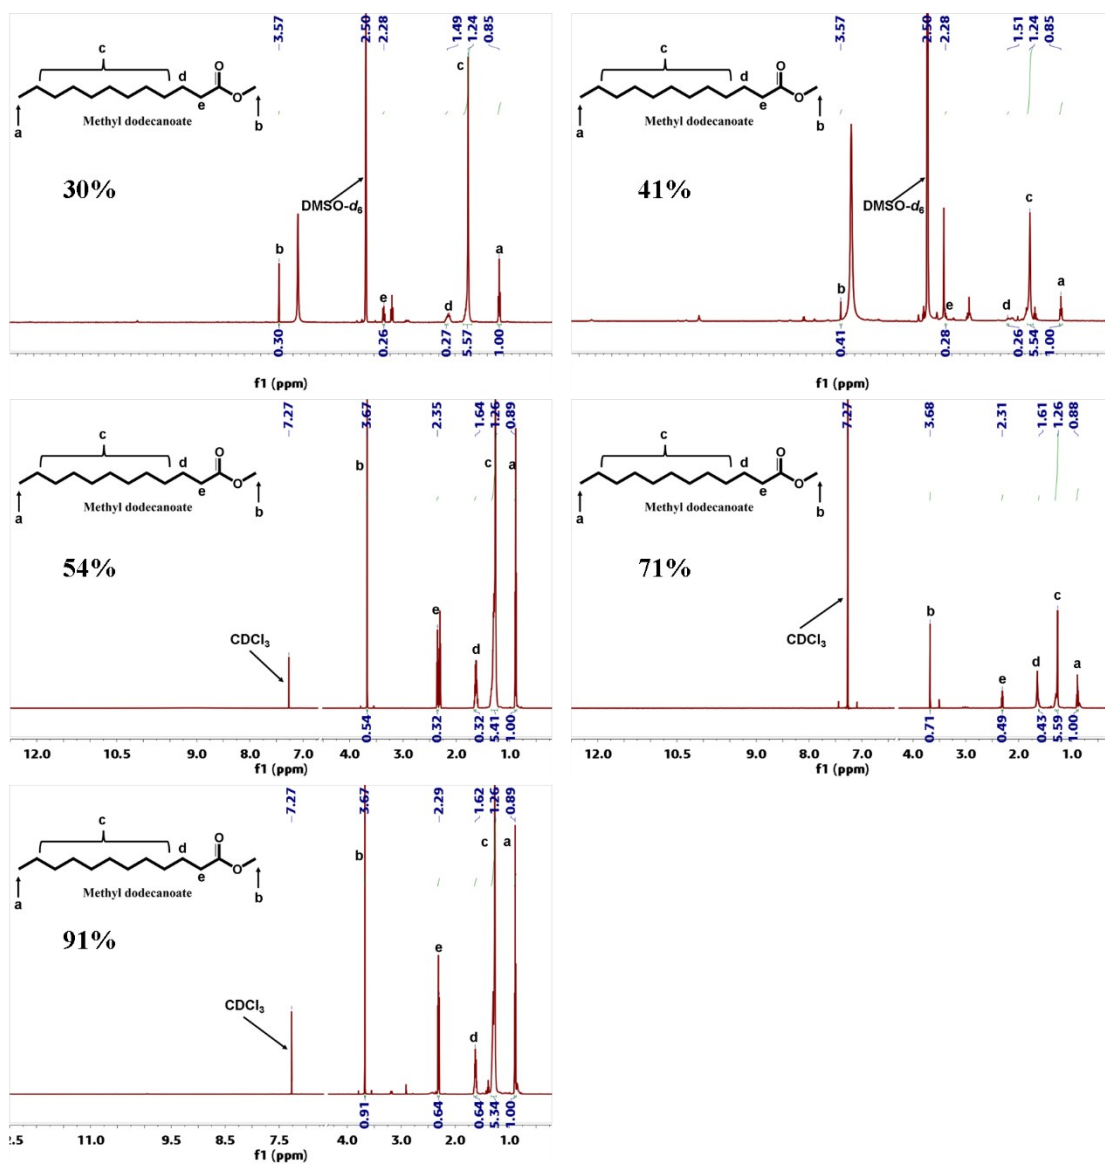 3.57 2.50 2.28 1.49 1.24 0.85
c
d
O
O
e
a
Methyl dodecanoate
b
30%
DMSO-d6
b e d c a
0.30 0.26 0.27 5.57 1.00
f1 (ppm)
3.57 2.50 2.28 1.51 1.24 0.85
c
d
O
O
e
a
Methyl dodecanoate
b
41%
DMSO-d6
b e d c a
0.41 0.28 0.26 5.54 1.00
f1 (ppm)
7.27 3.67 2.35 1.64 1.26 0.89
c
d
O
O
e
a
Methyl dodecanoate
b
54%
CDCl3
b e d c a
0.54 0.32 0.32 5.41 1.00
12.0 11.0 10.0 9.0 8.0 7.0 4.0 3.0 2.0 1.0
f1 (ppm)
7.27 3.68 2.31 1.61 1.26 0.88
c
d
O
O
e
a
Methyl dodecanoate
b
71%
CDCl3
b e d c a
0.71 0.49 0.43 5.59 1.00
12.0 11.0 10.0 9.0 8.0 7.0 4.0 3.0 2.0 1.0
f1 (ppm)
7.27 3.67 2.29 1.62 1.26 0.89
c
d
O
O
e
a
Methyl dodecanoate
b
91%
CDCl3
b e d c a
0.91 0.64 0.64 5.34 1.00
2.5 11.5 10.5 9.5 8.5 7.5 4.0 3.0 2.0 1.0
f1 (ppm)